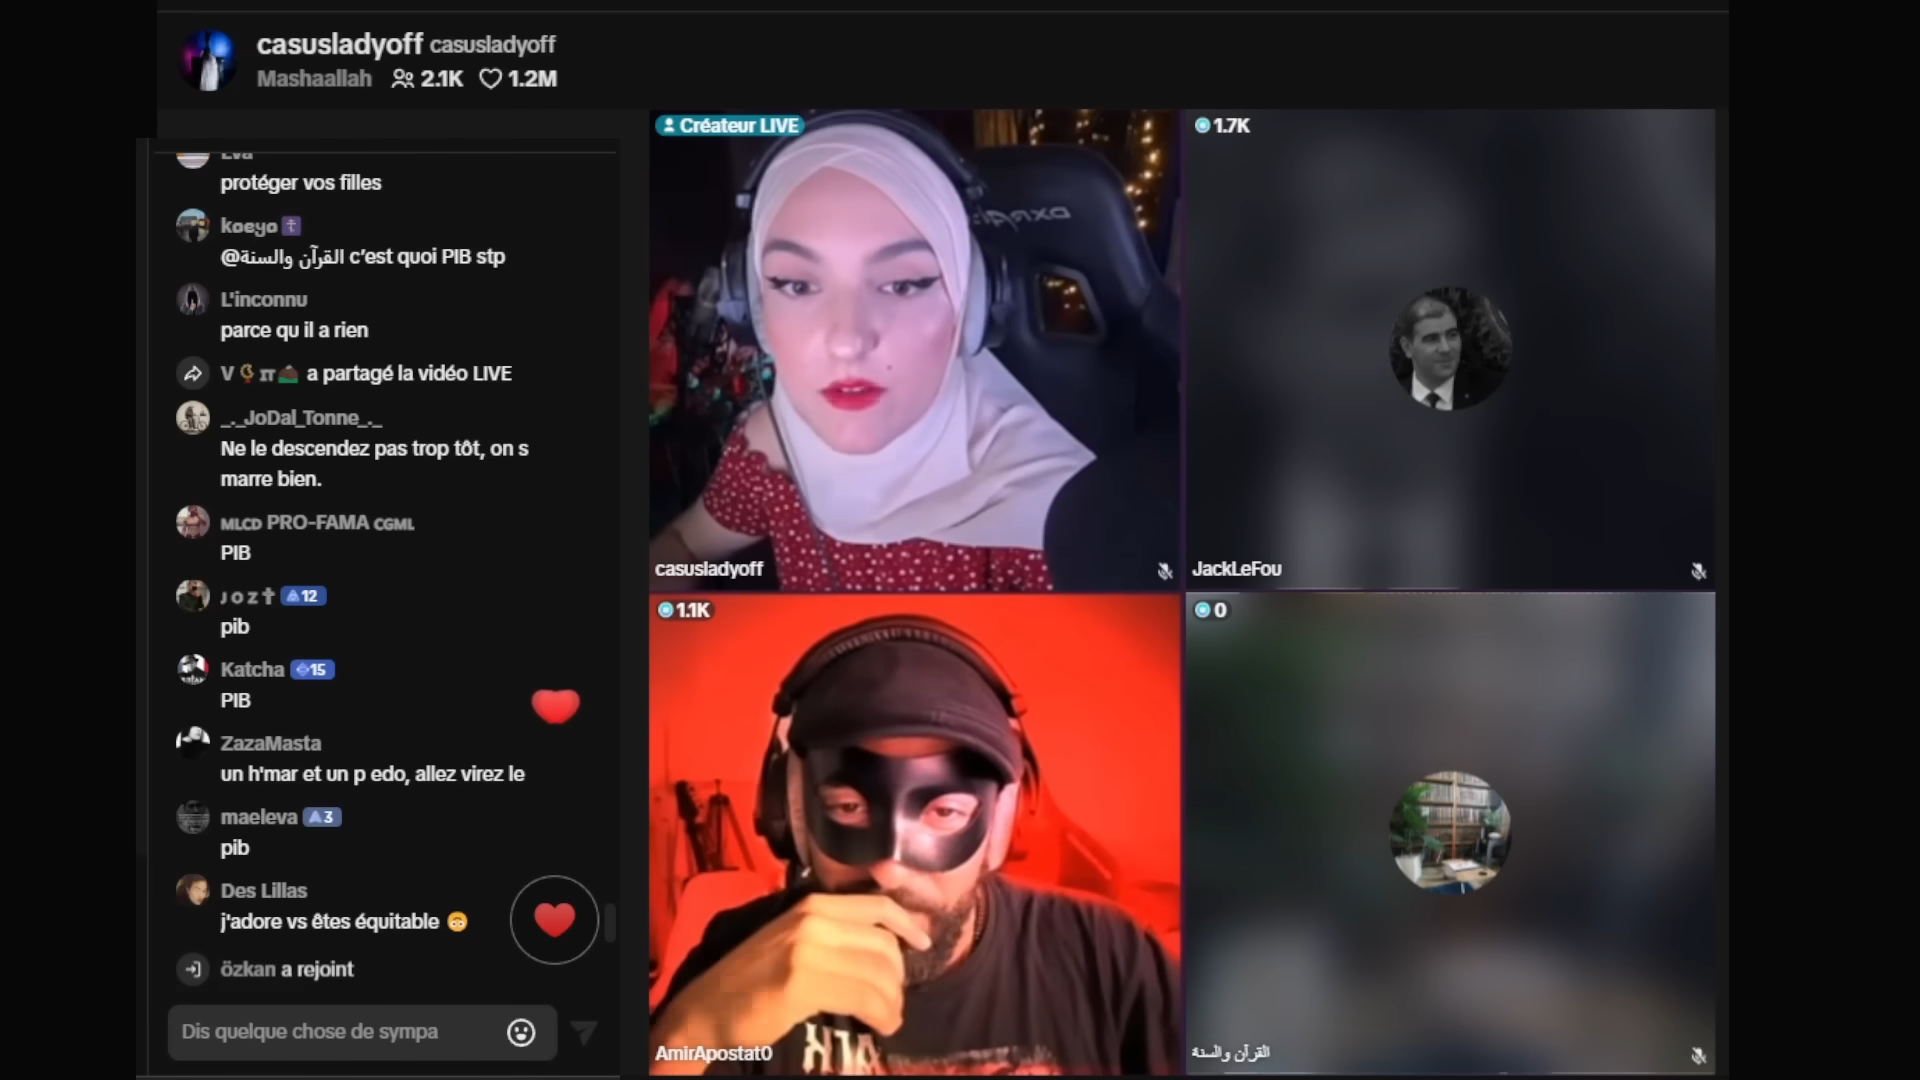 casusladyoff casusladyoff
Mashaallah 2.1K 1.2M
Eva
protéger vos filles
koeyo
@القرآن والسنة c'est quoi PIB stp
L'inconnu
parce qu il a rien
V π a partagé la vidéo LIVE
_._JoDal_Tonne_._
Ne le descendez pas trop tôt, on s
marre bien.
MLCD PRO-FAMA CGML
PIB
J o z ✝ 12
pib
Katcha 15
PIB
ZazaMasta
un h'mar et un p edo, allez virez le
maeleva 3
pib
Des Lillas
j'adore vs êtes équitable
özkan a rejoint
Dis quelque chose de sympa
Créateur LIVE
casusladyoff
1.7K
JackLeFou
1.1K
AmirApostat0
0
القرآن والسنة